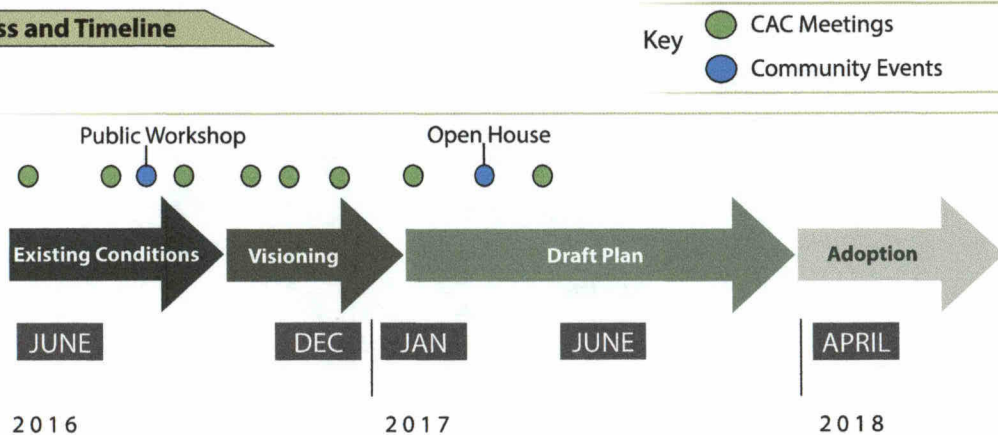 ss and Timeline
Key
CAC Meetings
Community Events
Public Workshop
Open House
Existing Conditions
Visioning
Draft Plan
Adoption
JUNE
DEC
JAN
JUNE
APRIL
2016
2017
2018